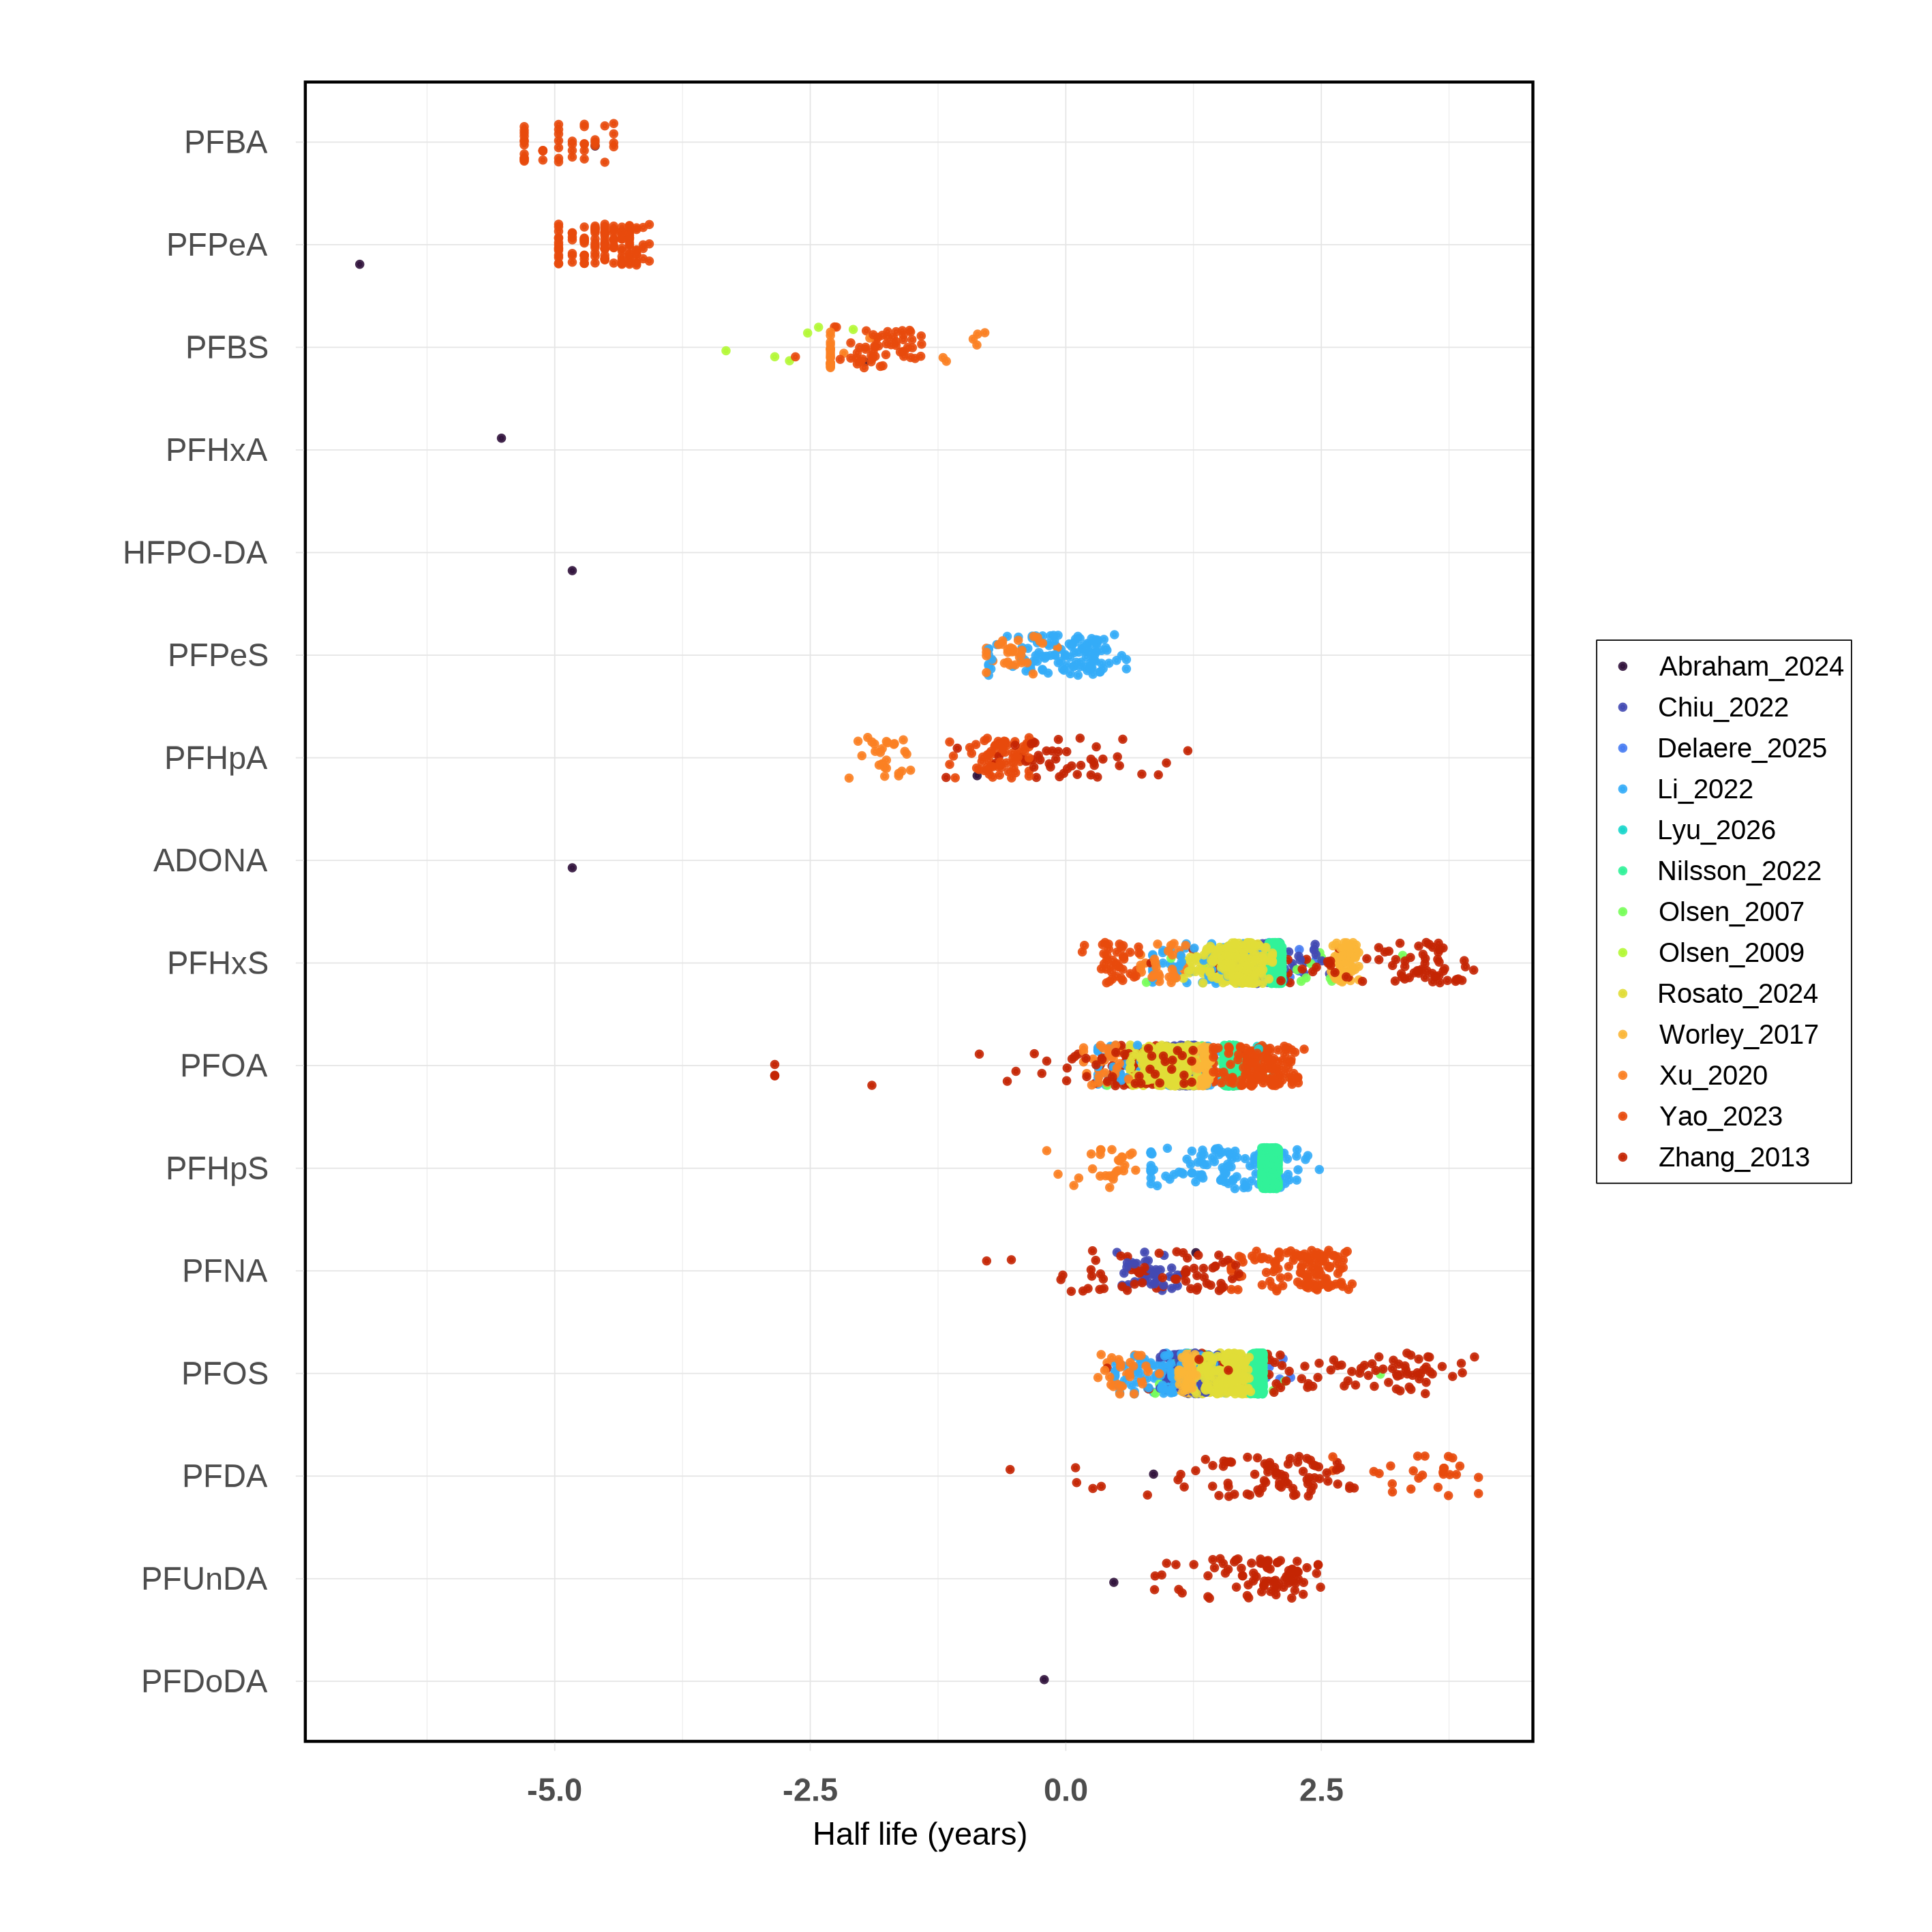 PFBA
PFPeA
PFBS
PFHxA
HFPO-DA
PFPeS
PFHpA
ADONA
PFHxS
PFOA
PFHpS
PFNA
PFOS
PFDA
PFUnDA
PFDoDA
-5.0 -2.5 0.0 2.5
Half life (years)
Abraham_2024
Chiu_2022
Delaere_2025
Li_2022
Lyu_2026
Nilsson_2022
Olsen_2007
Olsen_2009
Rosato_2024
Worley_2017
Xu_2020
Yao_2023
Zhang_2013